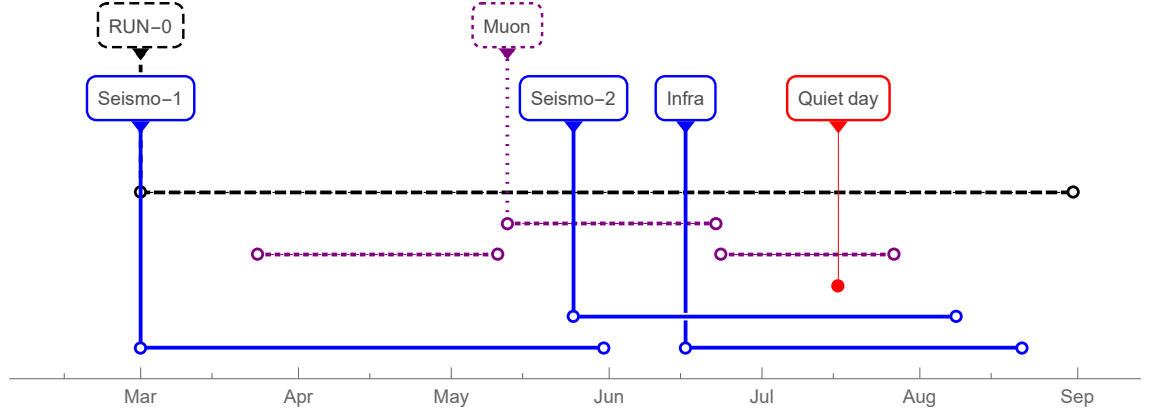 RUN−0
Muon
Seismo−1
Seismo−2
Infra
Quiet day
Mar
Apr
May
Jun
Jul
Aug
Sep